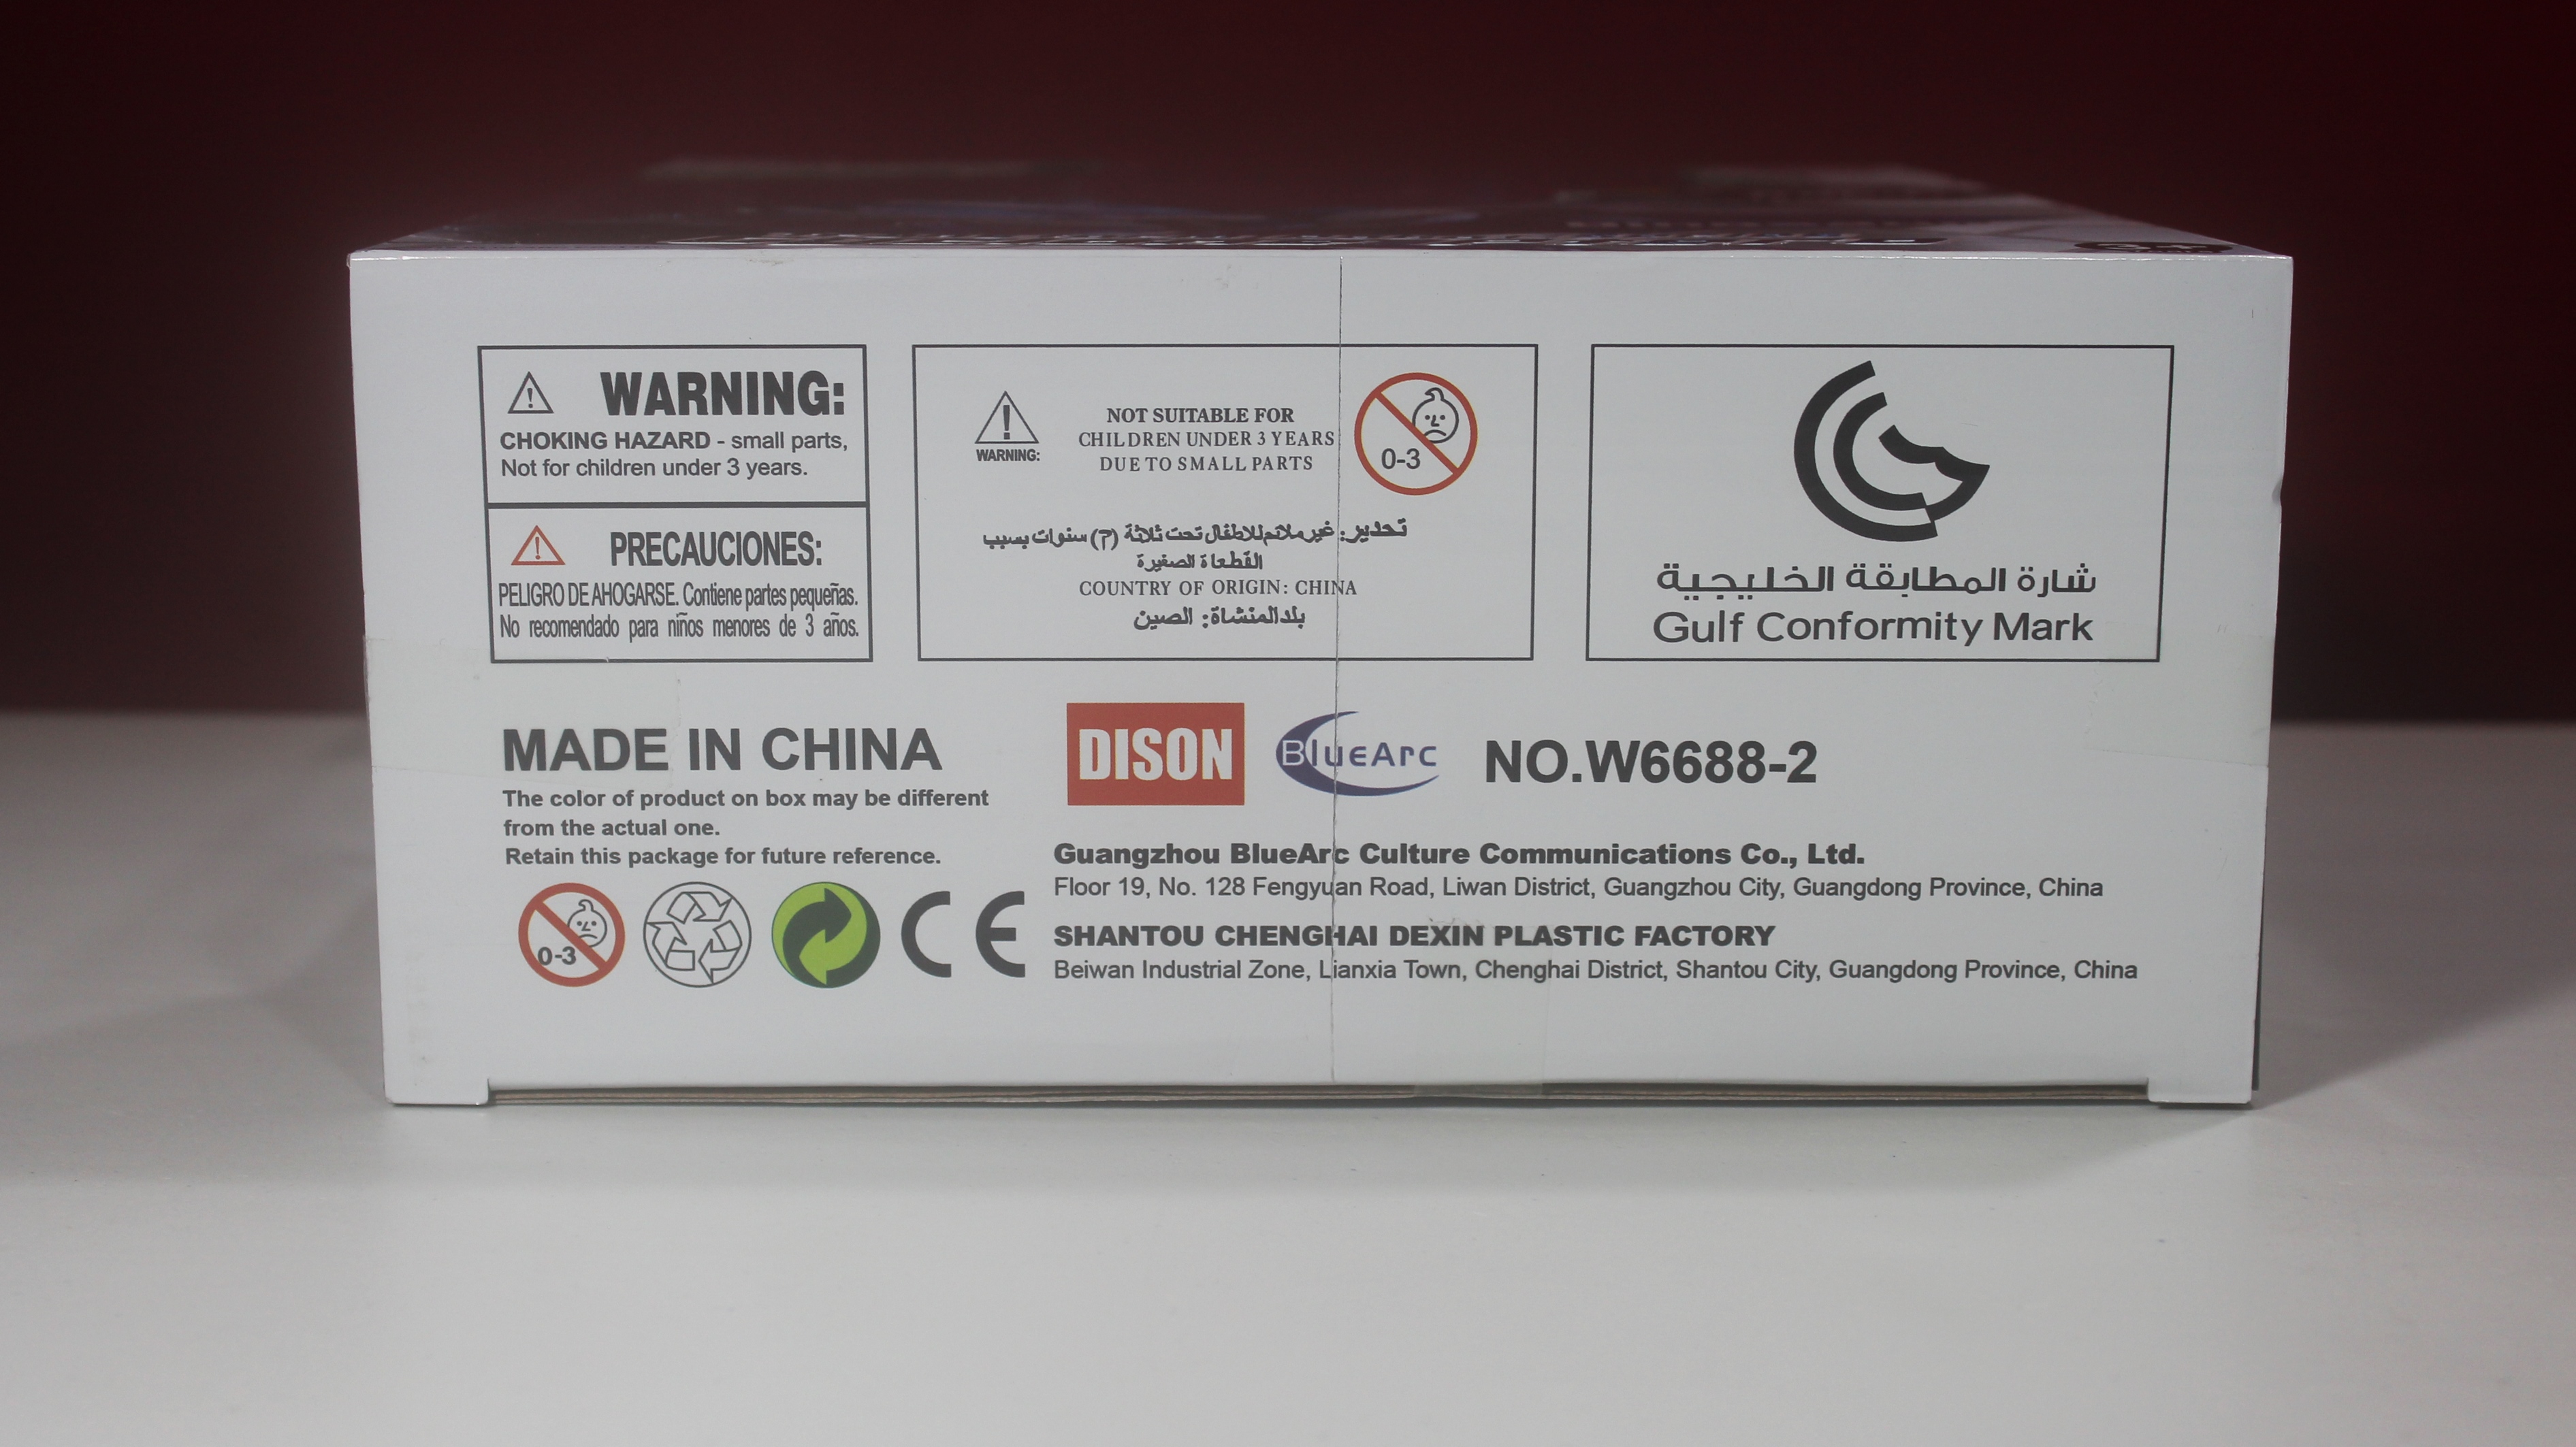 WARNING:
CHOKING HAZARD - small parts,
Not for children under 3 years.
PRECAUCIONES:
PELIGRO DE AHOGARSE. Contiene partes pequeñas.
No recomendado para niños menores de 3 años.
WARNING:
NOT SUITABLE FOR
CHILDREN UNDER 3 YEARS
DUE TO SMALL PARTS
0-3
تحذير: غير ملائم للاطفال تحت ثلاثة (٣) سنوات بسبب
القطعاة الصغيرة
COUNTRY OF ORIGIN: CHINA
بلدالمنشاة: الصين
شارة المطابقة الخليجية
Gulf Conformity Mark
MADE IN CHINA
The color of product on box may be different
from the actual one.
Retain this package for future reference.
0-3
CE
DISON
BlueArc
NO.W6688-2
Guangzhou BlueArc Culture Communications Co., Ltd.
Floor 19, No. 128 Fengyuan Road, Liwan District, Guangzhou City, Guangdong Province, China
SHANTOU CHENGHAI DEXIN PLASTIC FACTORY
Beiwan Industrial Zone, Lianxia Town, Chenghai District, Shantou City, Guangdong Province, China